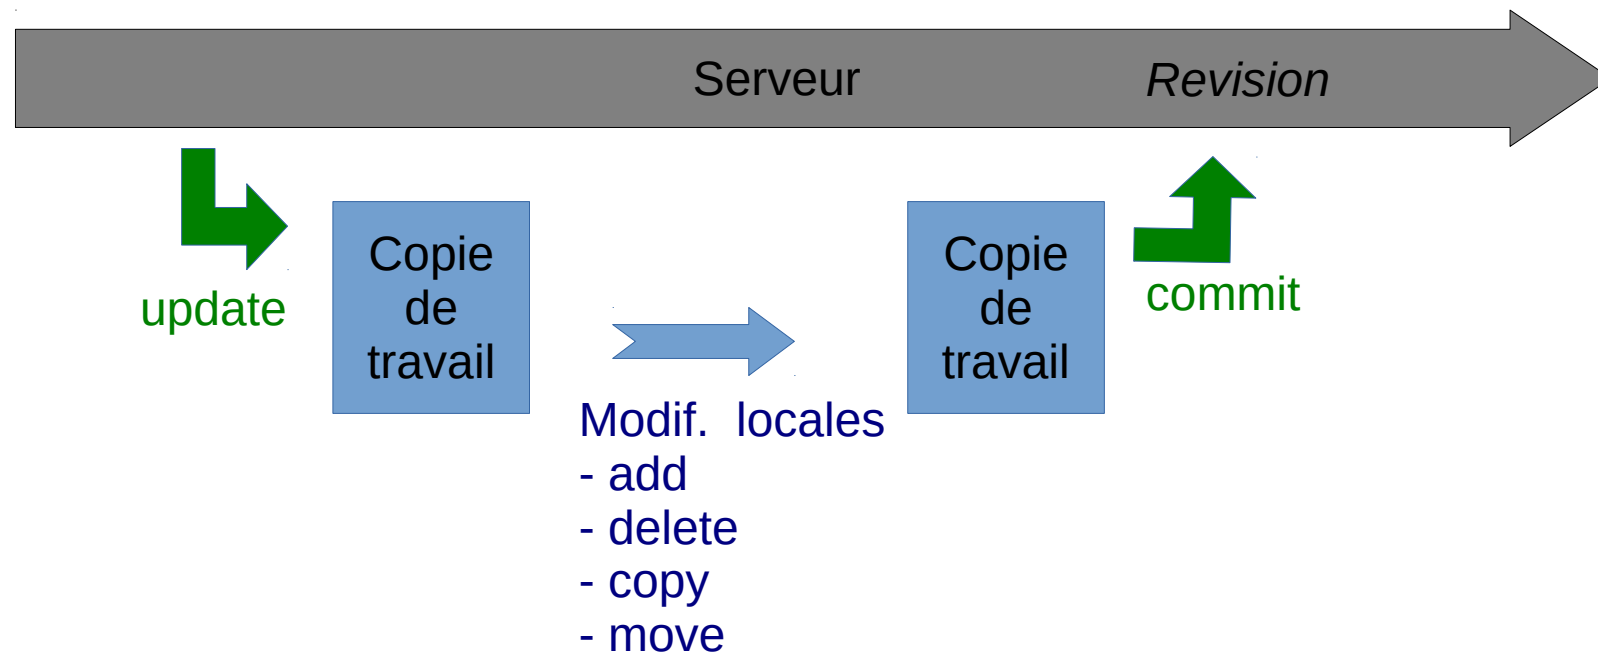 Serveur
Revision
update
Copie
de
travail
Modif. locales
- add
- delete
- copy
- move
Copie
de
travail
commit